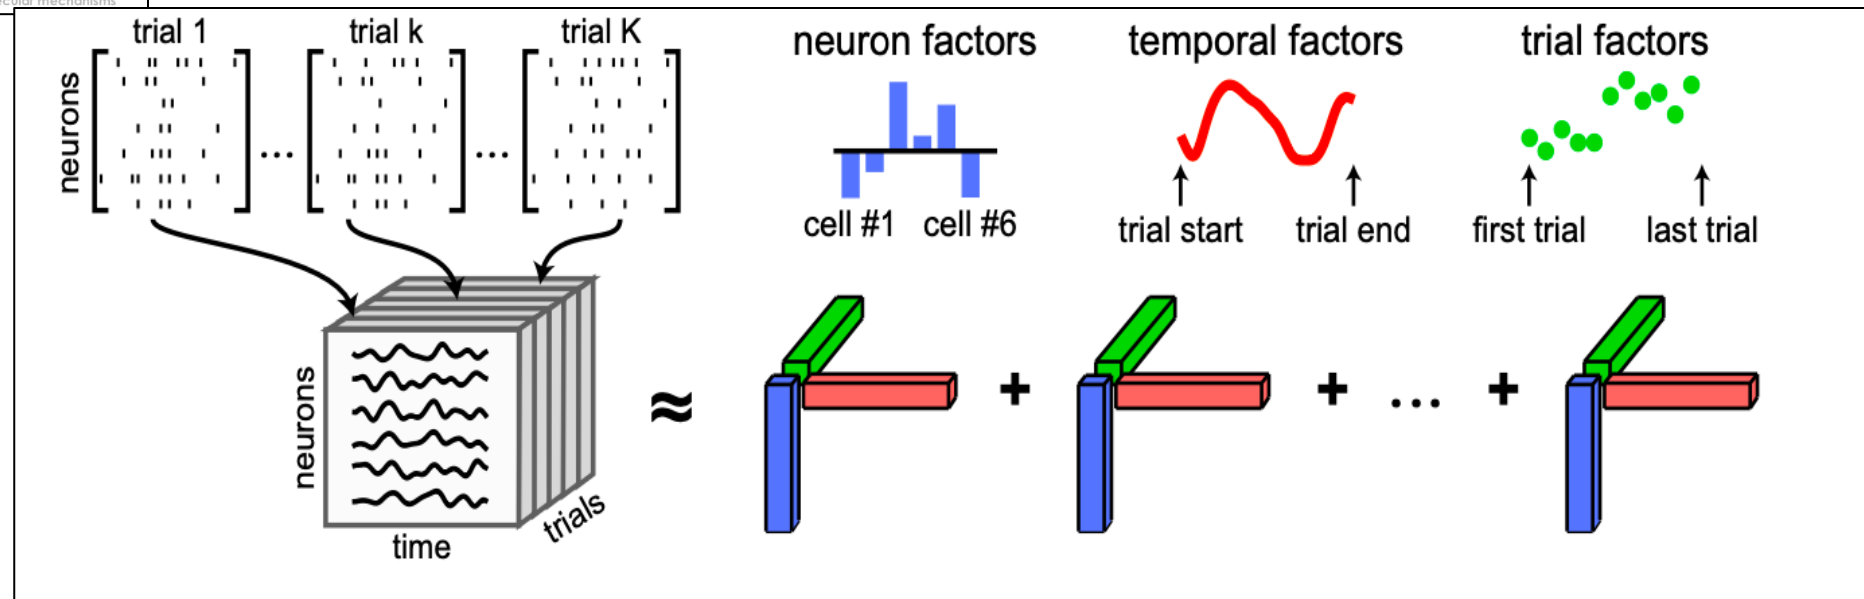 mechanisms
trial 1 trial k trial K
neurons
... ...
neuron factors temporal factors trial factors
cell #1 cell #6
trial start trial end
first trial last trial
neurons
time
trials
≈ + + ... +